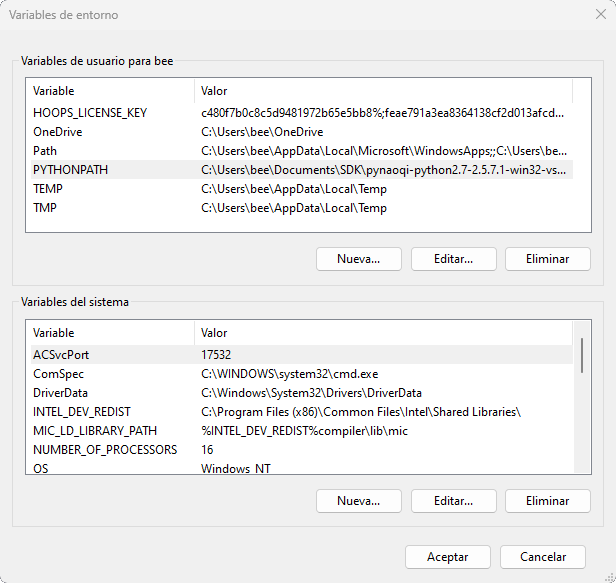 Variables de entorno
Variables de usuario para bee
Variable Valor
HOOPS_LICENSE_KEY c480f7b0c8c5d9481972b65e5bb8%;feae791a3ea8364138cf2d013afcd...
OneDrive C:\Users\bee\OneDrive
Path C:\Users\bee\AppData\Local\Microsoft\WindowsApps;;C:\Users\be...
PYTHONPATH C:\Users\bee\Documents\SDK\pynaoqi-python2.7-2.5.7.1-win32-vs...
TEMP C:\Users\bee\AppData\Local\Temp
TMP C:\Users\bee\AppData\Local\Temp
Nueva... Editar... Eliminar
Variables del sistema
Variable Valor
ACSvcPort 17532
ComSpec C:\WINDOWS\system32\cmd.exe
DriverData C:\Windows\System32\Drivers\DriverData
INTEL_DEV_REDIST C:\Program Files (x86)\Common Files\Intel\Shared Libraries\
MIC_LD_LIBRARY_PATH %INTEL_DEV_REDIST%compiler\lib\mic
NUMBER_OF_PROCESSORS 16
OS Windows_NT
Nueva... Editar... Eliminar
Aceptar Cancelar